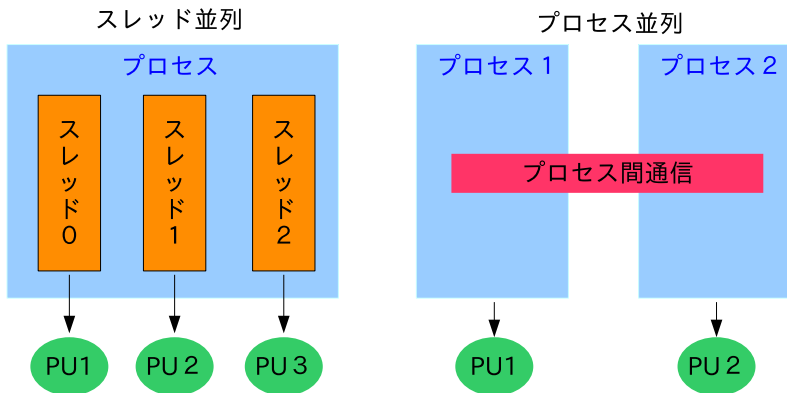 スレッド並列
プロセス
スレッド0
スレッド1
スレッド2
PU1
PU2
PU3
プロセス並列
プロセス1
プロセス2
プロセス間通信
PU1
PU2